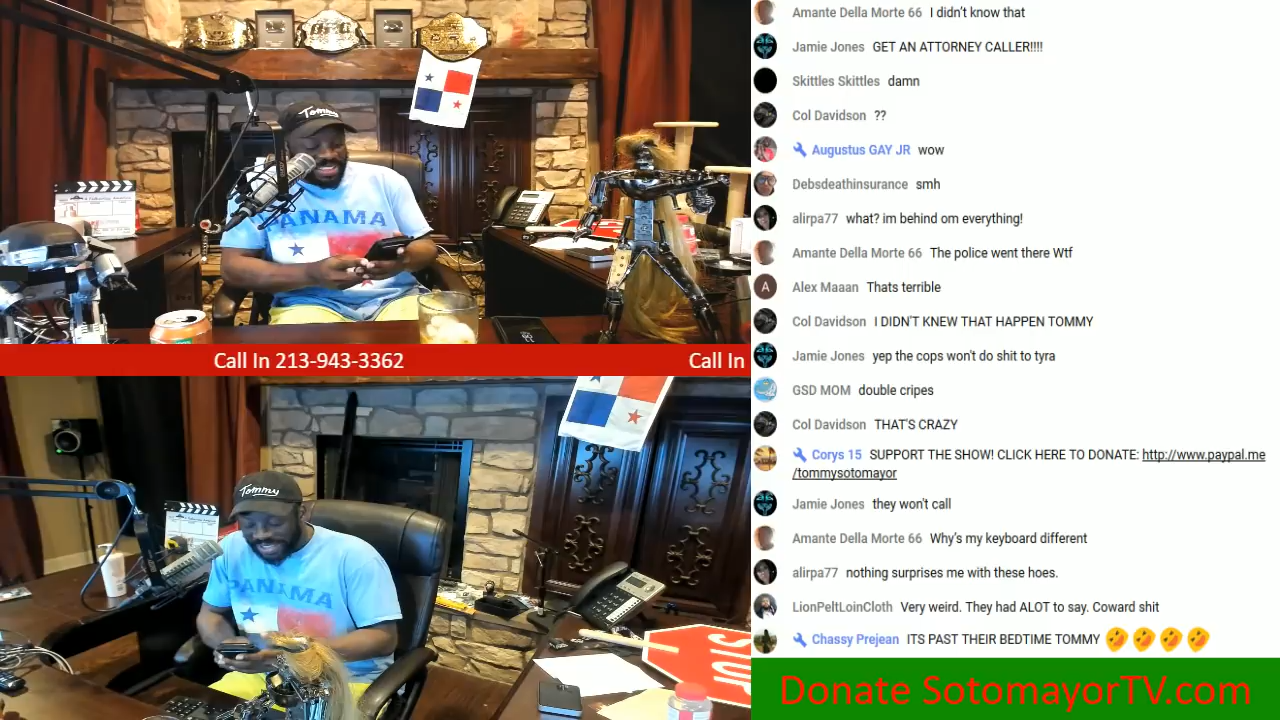 Tommy
PANAMA
Call In 213-943-3362
Call In
Tommy
PANAMA
Amante Della Morte 66 I didn't know that
Jamie Jones GET AN ATTORNEY CALLER!!!!
Skittles Skittles damn
Col Davidson ??
Augustus GAY JR wow
Debsdeathinsurance smh
alirpa77 what? im behind om everything!
Amante Della Morte 66 The police went there Wtf
A Alex Maaan Thats terrible
Col Davidson I DIDN'T KNEW THAT HAPPEN TOMMY
Jamie Jones yep the cops won't do shit to tyra
GSD MOM double cripes
Col Davidson THAT'S CRAZY
Corys 15 SUPPORT THE SHOW! CLICK HERE TO DONATE: http://www.paypal.me
/tommysotomayor
Jamie Jones they won't call
Amante Della Morte 66 Why's my keyboard different
alirpa77 nothing surprises me with these hoes.
LionPeltLoinCloth Very weird. They had ALOT to say. Coward shit
Chassy Prejean ITS PAST THEIR BEDTIME TOMMY
Donate SotomayorTV.com